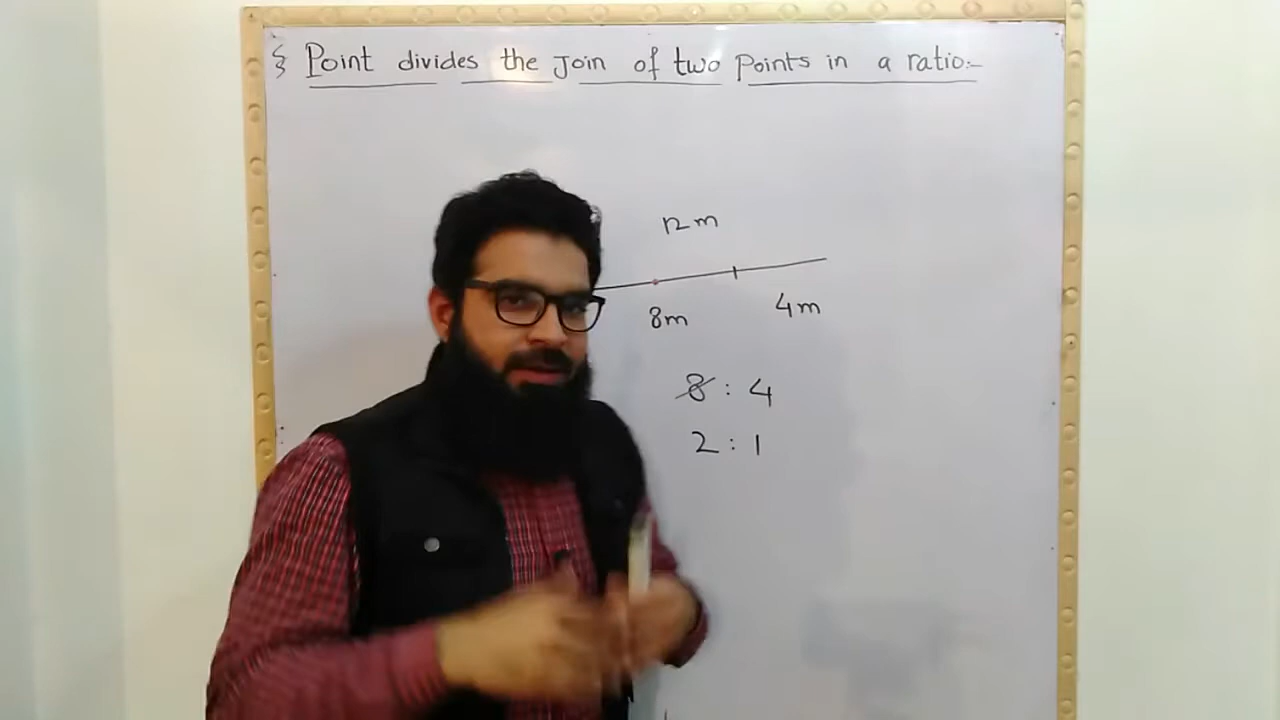 Point divides the Join of two Points in a ratio:-
12m
8m 4m
8 : 4
2 : 1